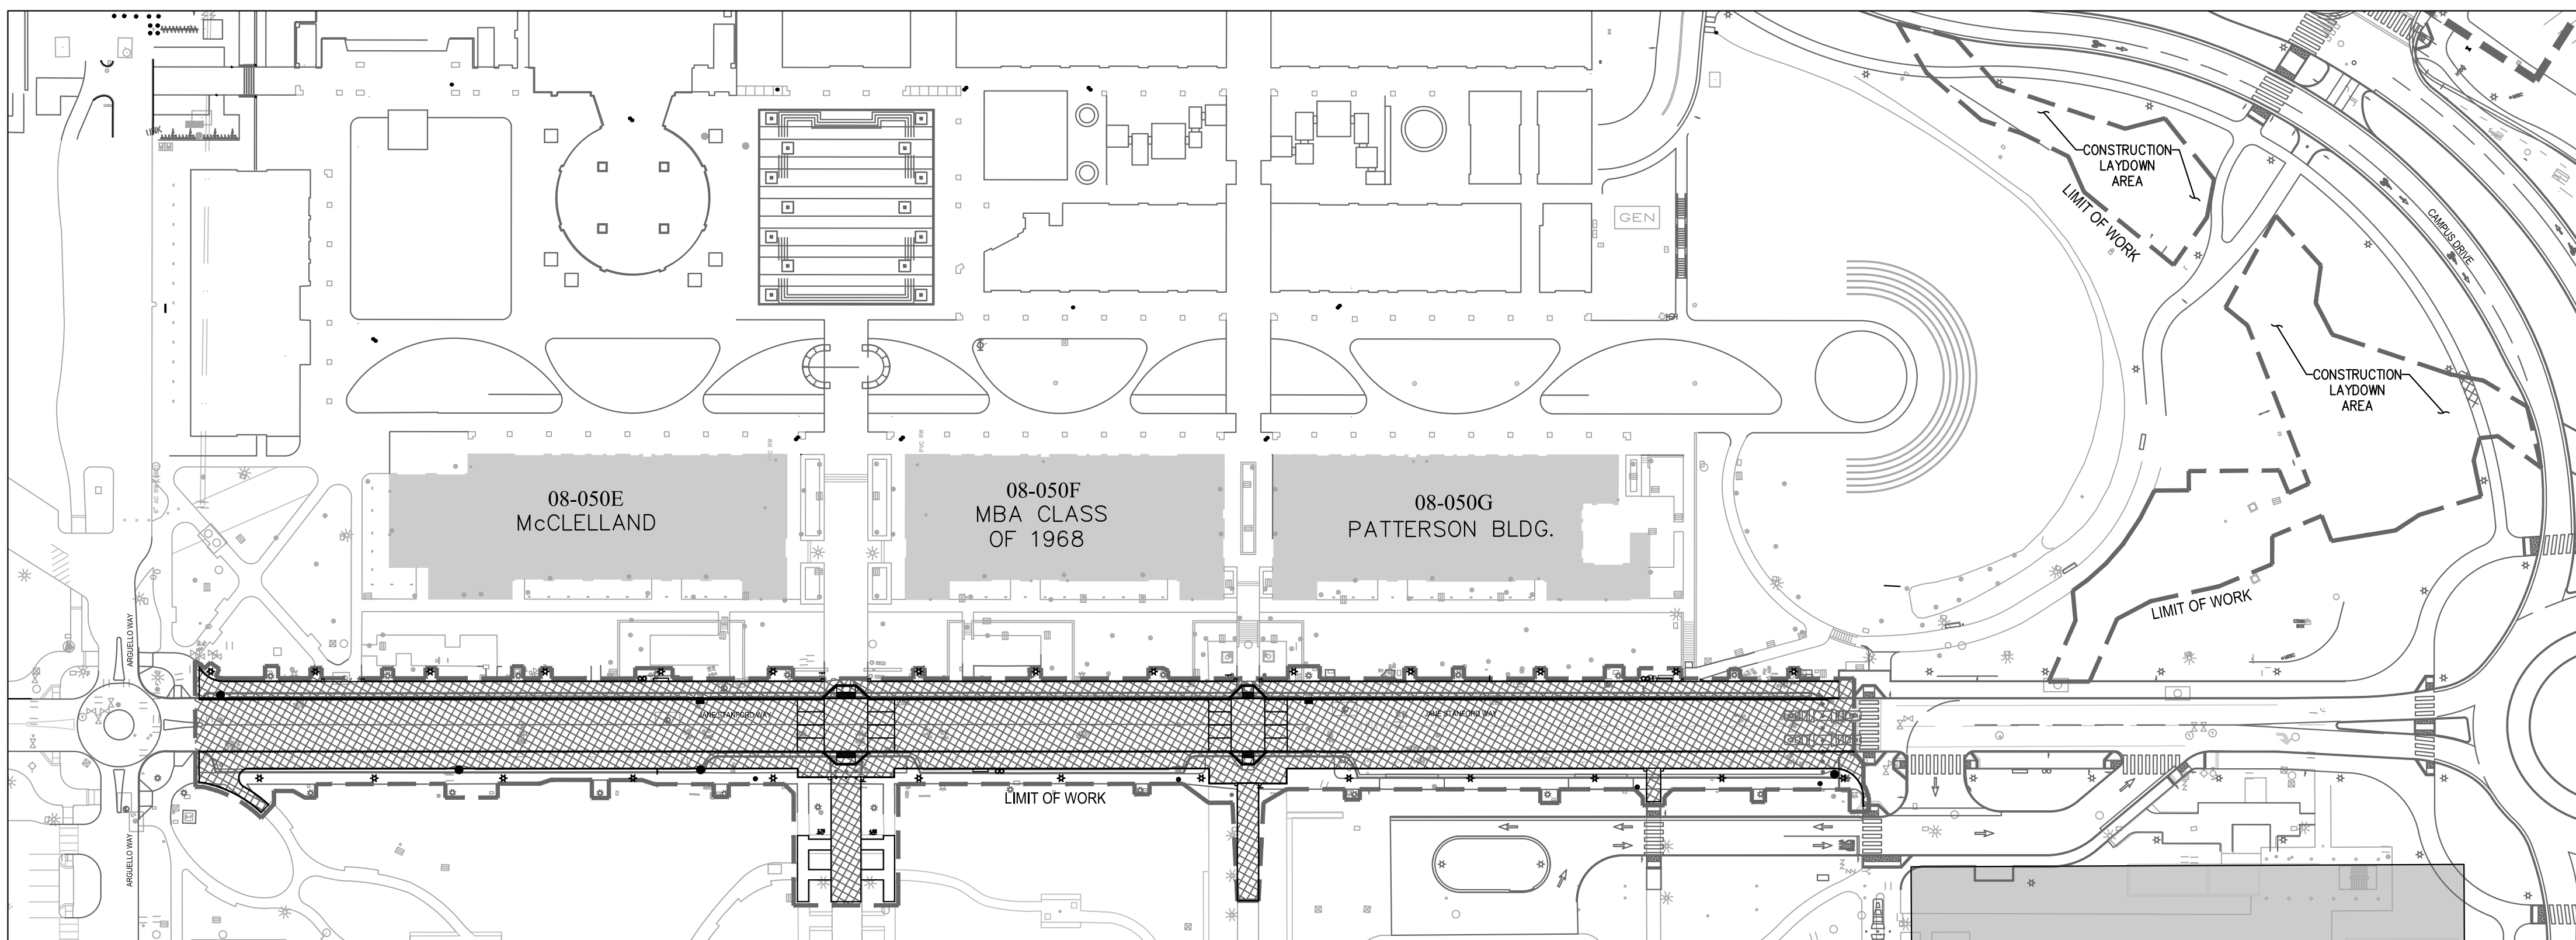 CONSTRUCTION
LAYDOWN
AREA
LIMIT OF WORK
GEN
CAMPUS DRIVE
CONSTRUCTION
LAYDOWN
AREA
08-050E
McCLELLAND
08-050F
MBA CLASS
OF 1968
08-050G
PATTERSON BLDG.
LIMIT OF WORK
ARGUELLO WAY
JANE STANFORD WAY
JANE STANFORD WAY
LIMIT OF WORK
ARGUELLO WAY